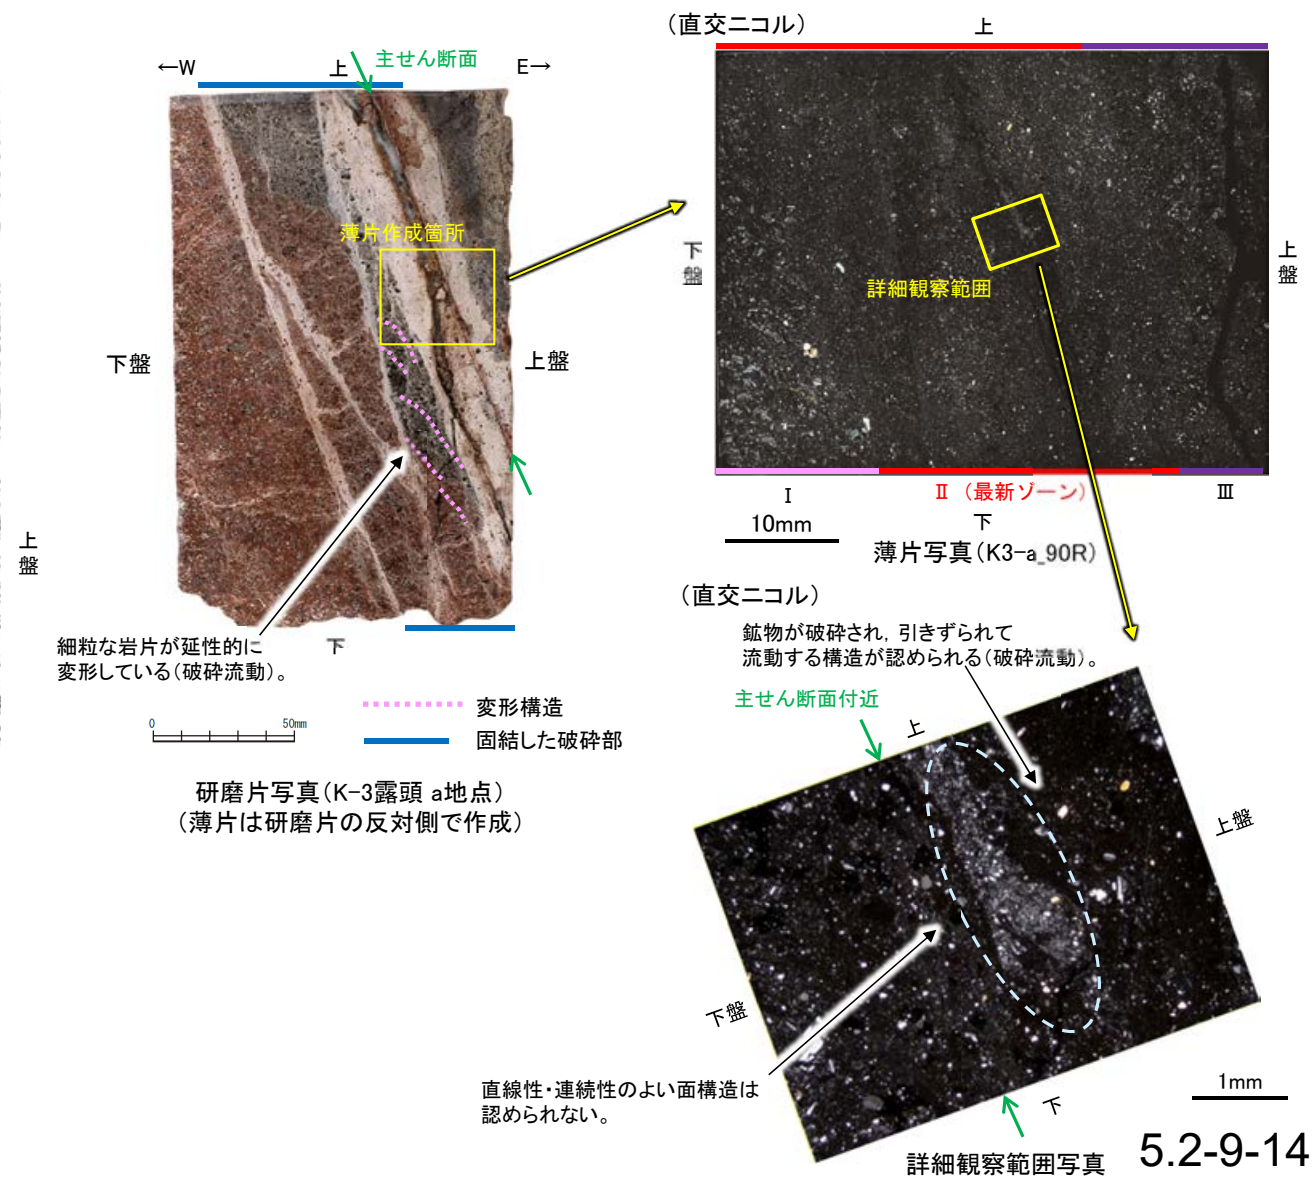 (直交ニコル)
上
←W
上
主せん断面
E→
薄片作成箇所
下盤
上盤
下盤
詳細観察範囲
上盤
上盤
Ⅰ
Ⅱ (最新ゾーン)
Ⅲ
10mm
下
薄片写真(K3-a_90R)
細粒な岩片が延性的に
変形している(破砕流動)。
下
0
50mm
変形構造
固結した破砕部
研磨片写真(K-3露頭 a地点)
(薄片は研磨片の反対側で作成)
(直交ニコル)
鉱物が破砕され,引きずられて
流動する構造が認められる(破砕流動)。
主せん断面付近
上
上盤
下盤
直線性・連続性のよい面構造は
認められない。
下
1mm
詳細観察範囲写真
5.2-9-14